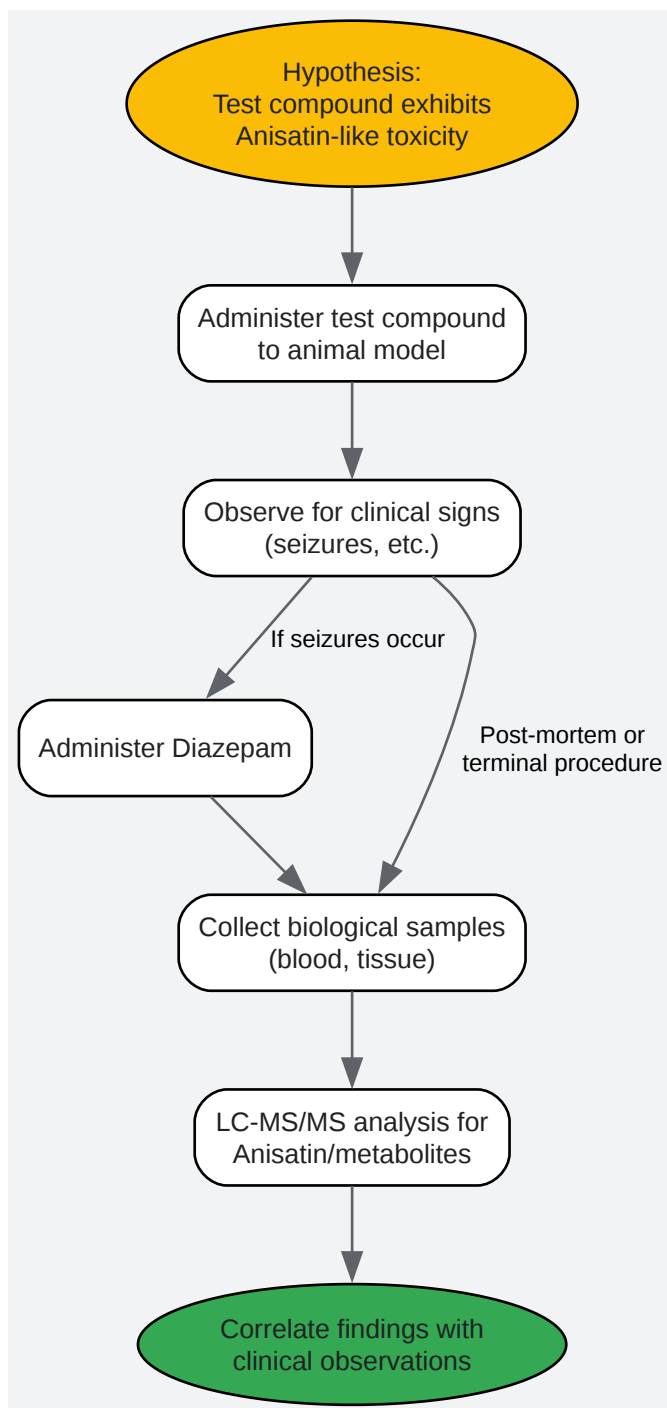 Hypothesis:
Test compound exhibits
Anisatin-like toxicity
Administer test compound
to animal model
Observe for clinical signs
(seizures, etc.)
If seizures occur
Administer Diazepam
Post-mortem or
terminal procedure
Collect biological samples
(blood, tissue)
LC-MS/MS analysis for
Anisatin/metabolites
Correlate findings with
clinical observations